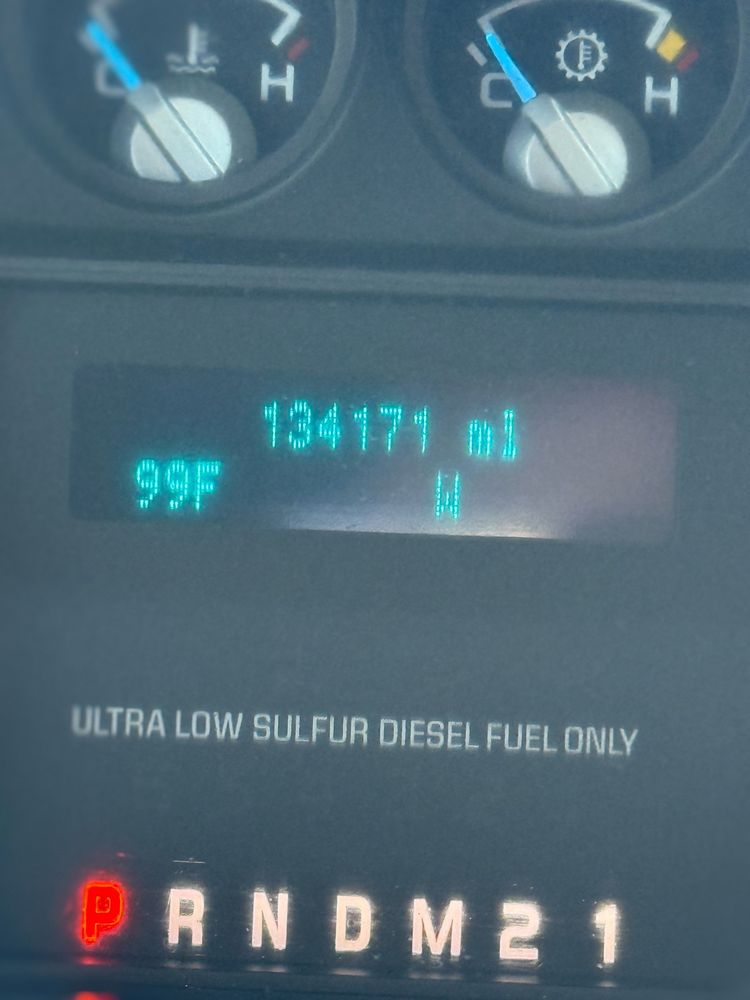 C H C H
134171 mi
99F W
ULTRA LOW SULFUR DIESEL FUEL ONLY
P R N D M 2 1